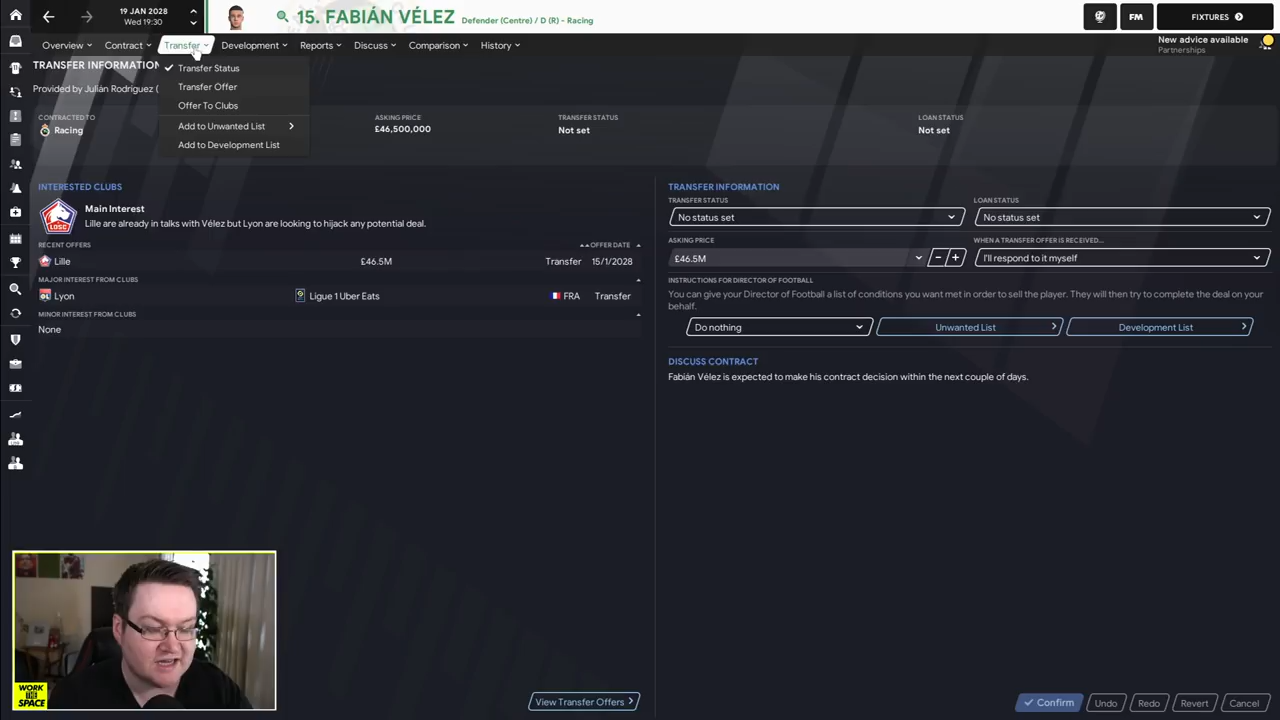 19 JAN 2028
Wed 19:30
15. FABIÁN VÉLEZ
Defender (Centre) / D (R) - Racing
FM
FIXTURES
Overview
Contract
Transfer
Development
Reports
Discuss
Comparison
History
New advice available
Partnerships
TRANSFER INFORMATION
Provided by Julián Rodríguez (
Transfer Status
Transfer Offer
Offer To Clubs
Add to Unwanted List
Add to Development List
CONTRACTED TO
Racing
ASKING PRICE
£46,500,000
TRANSFER STATUS
Not set
LOAN STATUS
Not set
INTERESTED CLUBS
Main Interest
Lille are already in talks with Vélez but Lyon are looking to hijack any potential deal.
RECENT OFFERS
OFFER DATE
Lille £46.5M Transfer 15/1/2028
MAJOR INTEREST FROM CLUBS
Lyon Ligue 1 Uber Eats FRA Transfer
MINOR INTEREST FROM CLUBS
None
View Transfer Offers
TRANSFER INFORMATION
TRANSFER STATUS
No status set
LOAN STATUS
No status set
ASKING PRICE
£46.5M
WHEN A TRANSFER OFFER IS RECEIVED...
I'll respond to it myself
INSTRUCTIONS FOR DIRECTOR OF FOOTBALL
You can give your Director of Football a list of conditions you want met in order to sell the player. They will then try to complete the deal on your
behalf.
Do nothing
Unwanted List
Development List
DISCUSS CONTRACT
Fabián Vélez is expected to make his contract decision within the next couple of days.
Confirm
Undo
Redo
Revert
Cancel
WORK
THE
SPACE